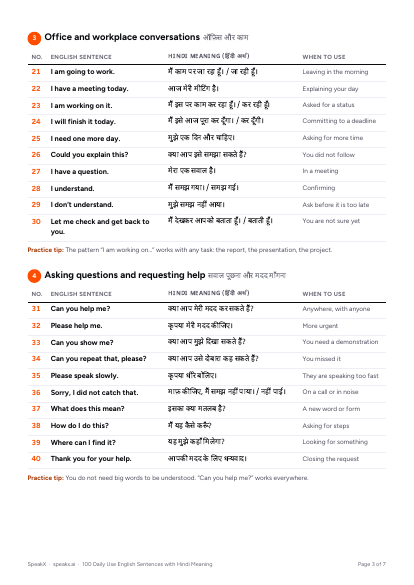 3 Office and workplace conversations ऑफ़िस और काम
NO. ENGLISH SENTENCE HINDI MEANING (हिंदी अर्थ) WHEN TO USE
21 I am going to work. मैं काम पर जा रहा हूँ। / जा रही हूँ। Leaving in the morning
22 I have a meeting today. आज मेरी मीटिंग है। Explaining your day
23 I am working on it. मैं इस पर काम कर रहा हूँ। / कर रही हूँ। Asked for a status
24 I will finish it today. मैं इसे आज पूरा कर दूँगा। / कर दूँगी। Committing to a deadline
25 I need one more day. मुझे एक दिन और चाहिए। Asking for more time
26 Could you explain this? क्या आप इसे समझा सकते हैं? You did not follow
27 I have a question. मेरा एक सवाल है। In a meeting
28 I understand. मैं समझ गया। / समझ गई। Confirming
29 I don't understand. मुझे समझ नहीं आया। Ask before it is too late
30 Let me check and get back to मैं देखकर आपको बताता हूँ। / बताती हूँ। You are not sure yet
you.
Practice tip: The pattern "I am working on..." works with any task: the report, the presentation, the project.
4 Asking questions and requesting help सवाल पूछना और मदद माँगना
NO. ENGLISH SENTENCE HINDI MEANING (हिंदी अर्थ) WHEN TO USE
31 Can you help me? क्या आप मेरी मदद कर सकते हैं? Anywhere, with anyone
32 Please help me. कृपया मेरी मदद कीजिए। More urgent
33 Can you show me? क्या आप मुझे दिखा सकते हैं? You need a demonstration
34 Can you repeat that, please? क्या आप उसे दोबारा कह सकते हैं? You missed it
35 Please speak slowly. कृपया धीरे बोलिए। They are speaking too fast
36 Sorry, I did not catch that. माफ़ कीजिए, मैं समझ नहीं पाया। / नहीं पाई। On a call or in noise
37 What does this mean? इसका क्या मतलब है? A new word or form
38 How do I do this? मैं यह कैसे करूँ? Asking for steps
39 Where can I find it? यह मुझे कहाँ मिलेगा? Looking for something
40 Thank you for your help. आपकी मदद के लिए धन्यवाद। Closing the request
Practice tip: You do not need big words to be understood. "Can you help me?" works everywhere.
SpeakX · speakx.ai · 100 Daily Use English Sentences with Hindi Meaning Page 3 of 7